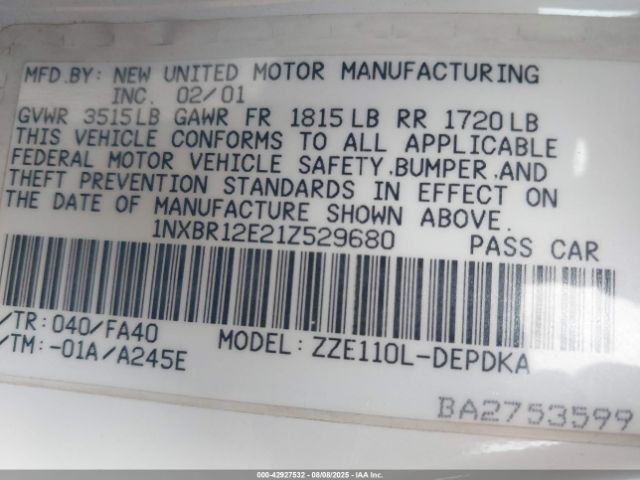 MFD.BY: NEW UNITED MOTOR MANUFACTURING
INC. 02/01
GVWR 3515LB GAWR FR 1815LB RR 1720LB
THIS VEHICLE CONFORMS TO ALL APPLICABLE
FEDERAL MOTOR VEHICLE SAFETY.BUMPER.AND
THEFT PREVENTION STANDARDS IN EFFECT ON
THE DATE OF MANUFACTURE SHOWN ABOVE.
1NXBR12E21Z529680 PASS CAR
/TR: 040/FA40 MODEL: ZZE110L-DEPDKA
/TM: -01A/A245E
BA2753599
000-42927532 - 08/08/2025 - IAAI.com